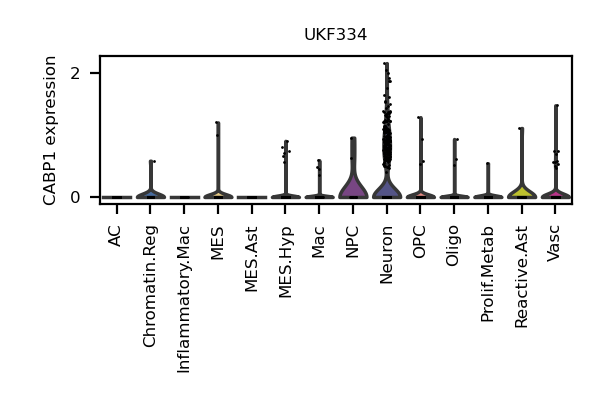 UKF334
CABP1 expression
2
0
AC
Chromatin.Reg
Inflammatory.Mac
MES
MES.Ast
MES.Hyp
Mac
NPC
Neuron
OPC
Oligo
Prolif.Metab
Reactive.Ast
Vasc